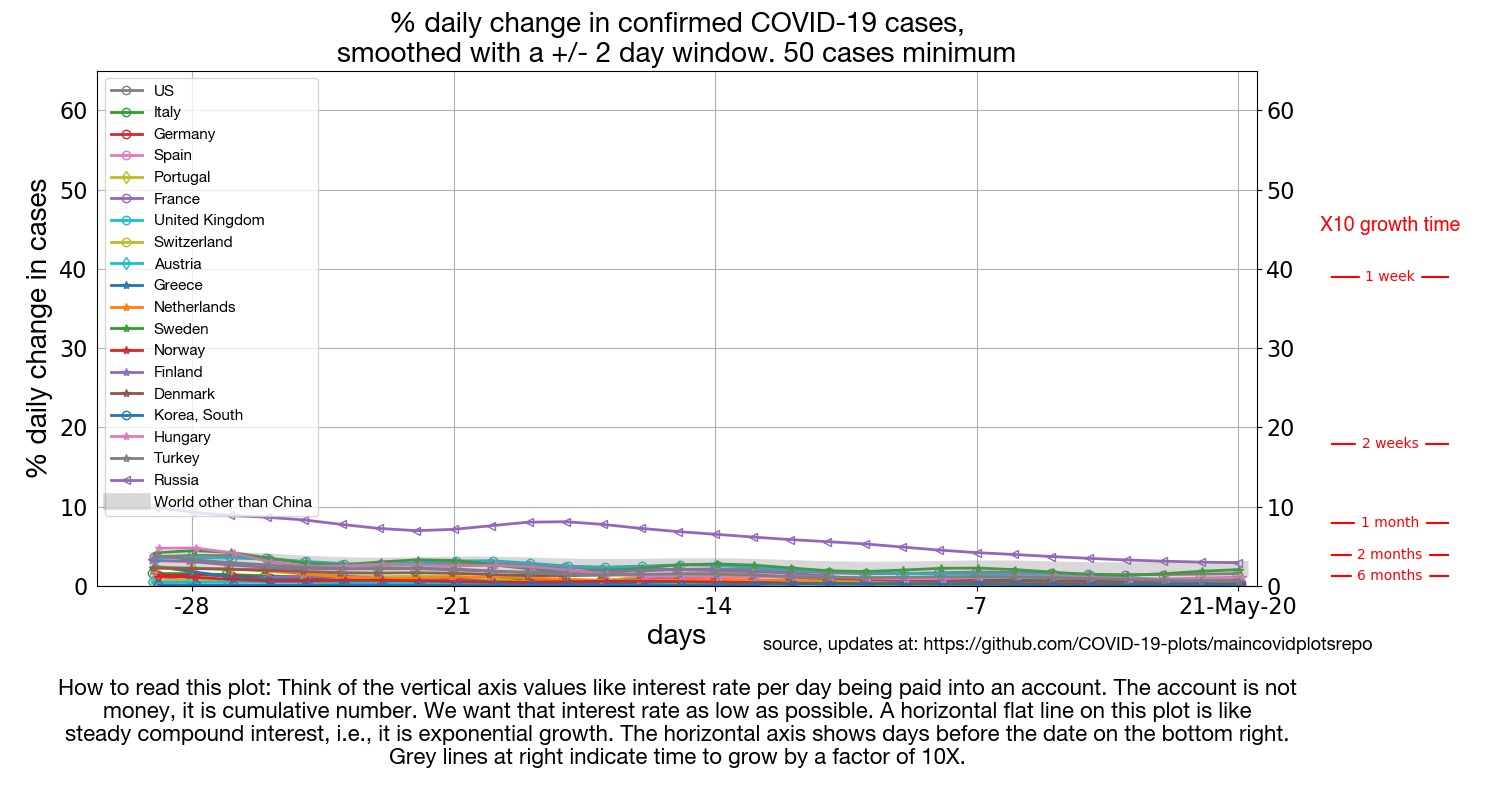 % daily change in confirmed COVID-19 cases,
smoothed with a +/- 2 day window. 50 cases minimum
US
Italy
Germany
Spain
Portugal
France
United Kingdom
Switzerland
Austria
Greece
Netherlands
Sweden
Norway
Finland
Denmark
Korea, South
Hungary
Turkey
Russia
World other than China
% daily change in cases
60
50
40
30
20
10
0
60
50
40
30
20
10
0
X10 growth time
1 week
2 weeks
1 month
2 months
6 months
-28
-21
-14
-7
21-May-20
days
source, updates at: https://github.com/COVID-19-plots/maincovidplotsrepo
How to read this plot: Think of the vertical axis values like interest rate per day being paid into an account. The account is not
money, it is cumulative number. We want that interest rate as low as possible. A horizontal flat line on this plot is like
steady compound interest, i.e., it is exponential growth. The horizontal axis shows days before the date on the bottom right.
Grey lines at right indicate time to grow by a factor of 10X.